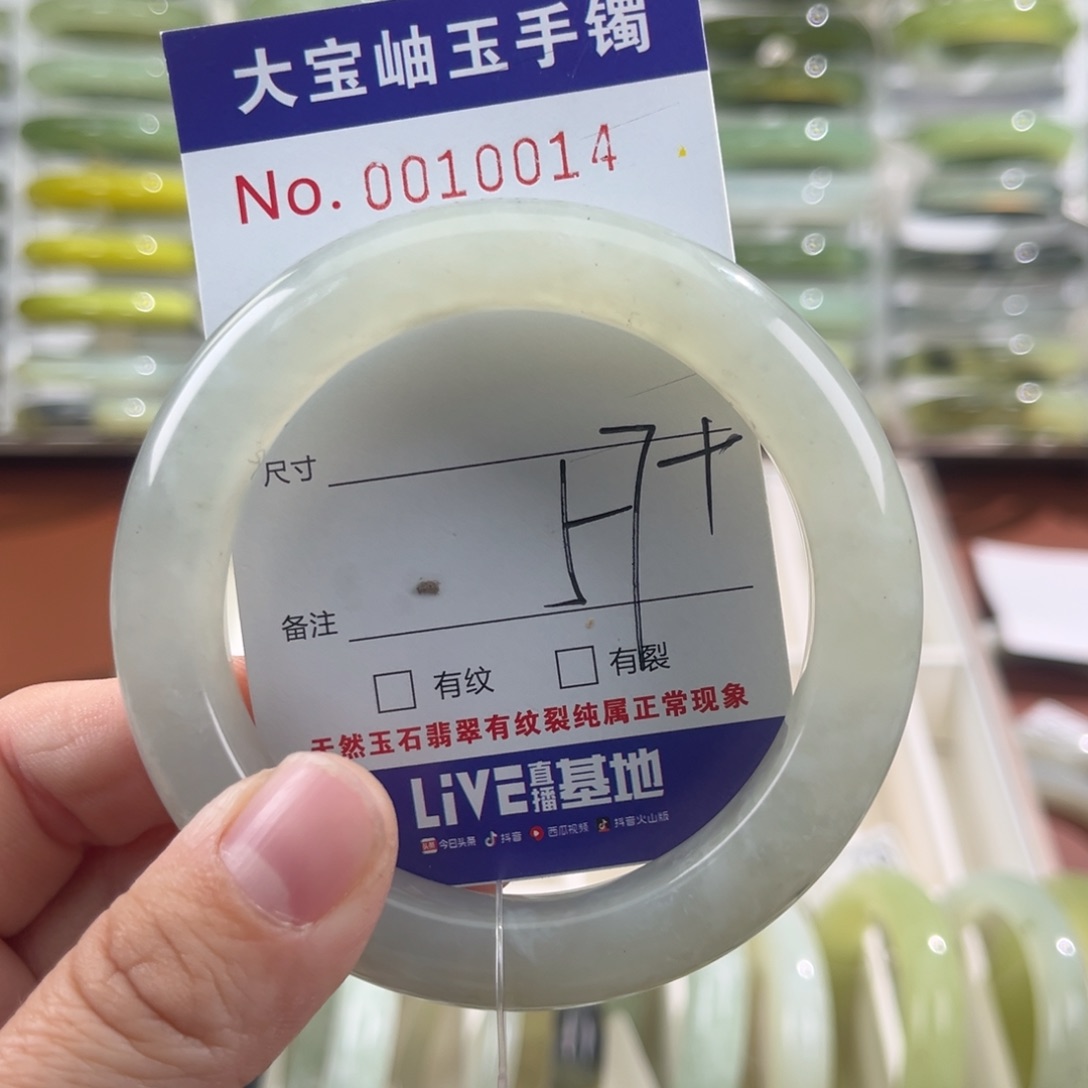 大宝岫玉手镯
No. 0010014
尺寸 57+
备注
有纹 有裂
天然玉石翡翠有纹裂纯属正常现象
LiVE直播基地
今日头条 抖音 西瓜视频 抖音火山版